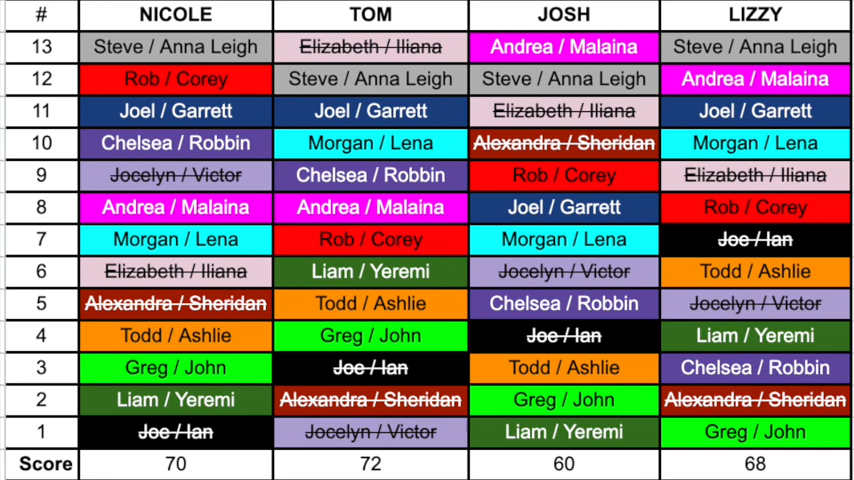 # NICOLE TOM JOSH LIZZY
13 Steve / Anna Leigh Elizabeth / Iliana Andrea / Malaina Steve / Anna Leigh
12 Rob / Corey Steve / Anna Leigh Steve / Anna Leigh Andrea / Malaina
11 Joel / Garrett Joel / Garrett Elizabeth / Iliana Joel / Garrett
10 Chelsea / Robbin Morgan / Lena Alexandra / Sheridan Morgan / Lena
9 Jocelyn / Victor Chelsea / Robbin Rob / Corey Elizabeth / Iliana
8 Andrea / Malaina Andrea / Malaina Joel / Garrett Rob / Corey
7 Morgan / Lena Rob / Corey Morgan / Lena Joe / Ian
6 Elizabeth / Iliana Liam / Yeremi Jocelyn / Victor Todd / Ashlie
5 Alexandra / Sheridan Todd / Ashlie Chelsea / Robbin Jocelyn / Victor
4 Todd / Ashlie Greg / John Joe / Ian Liam / Yeremi
3 Greg / John Joe / Ian Todd / Ashlie Chelsea / Robbin
2 Liam / Yeremi Alexandra / Sheridan Greg / John Alexandra / Sheridan
1 Joe / Ian Jocelyn / Victor Liam / Yeremi Greg / John
Score 70 72 60 68